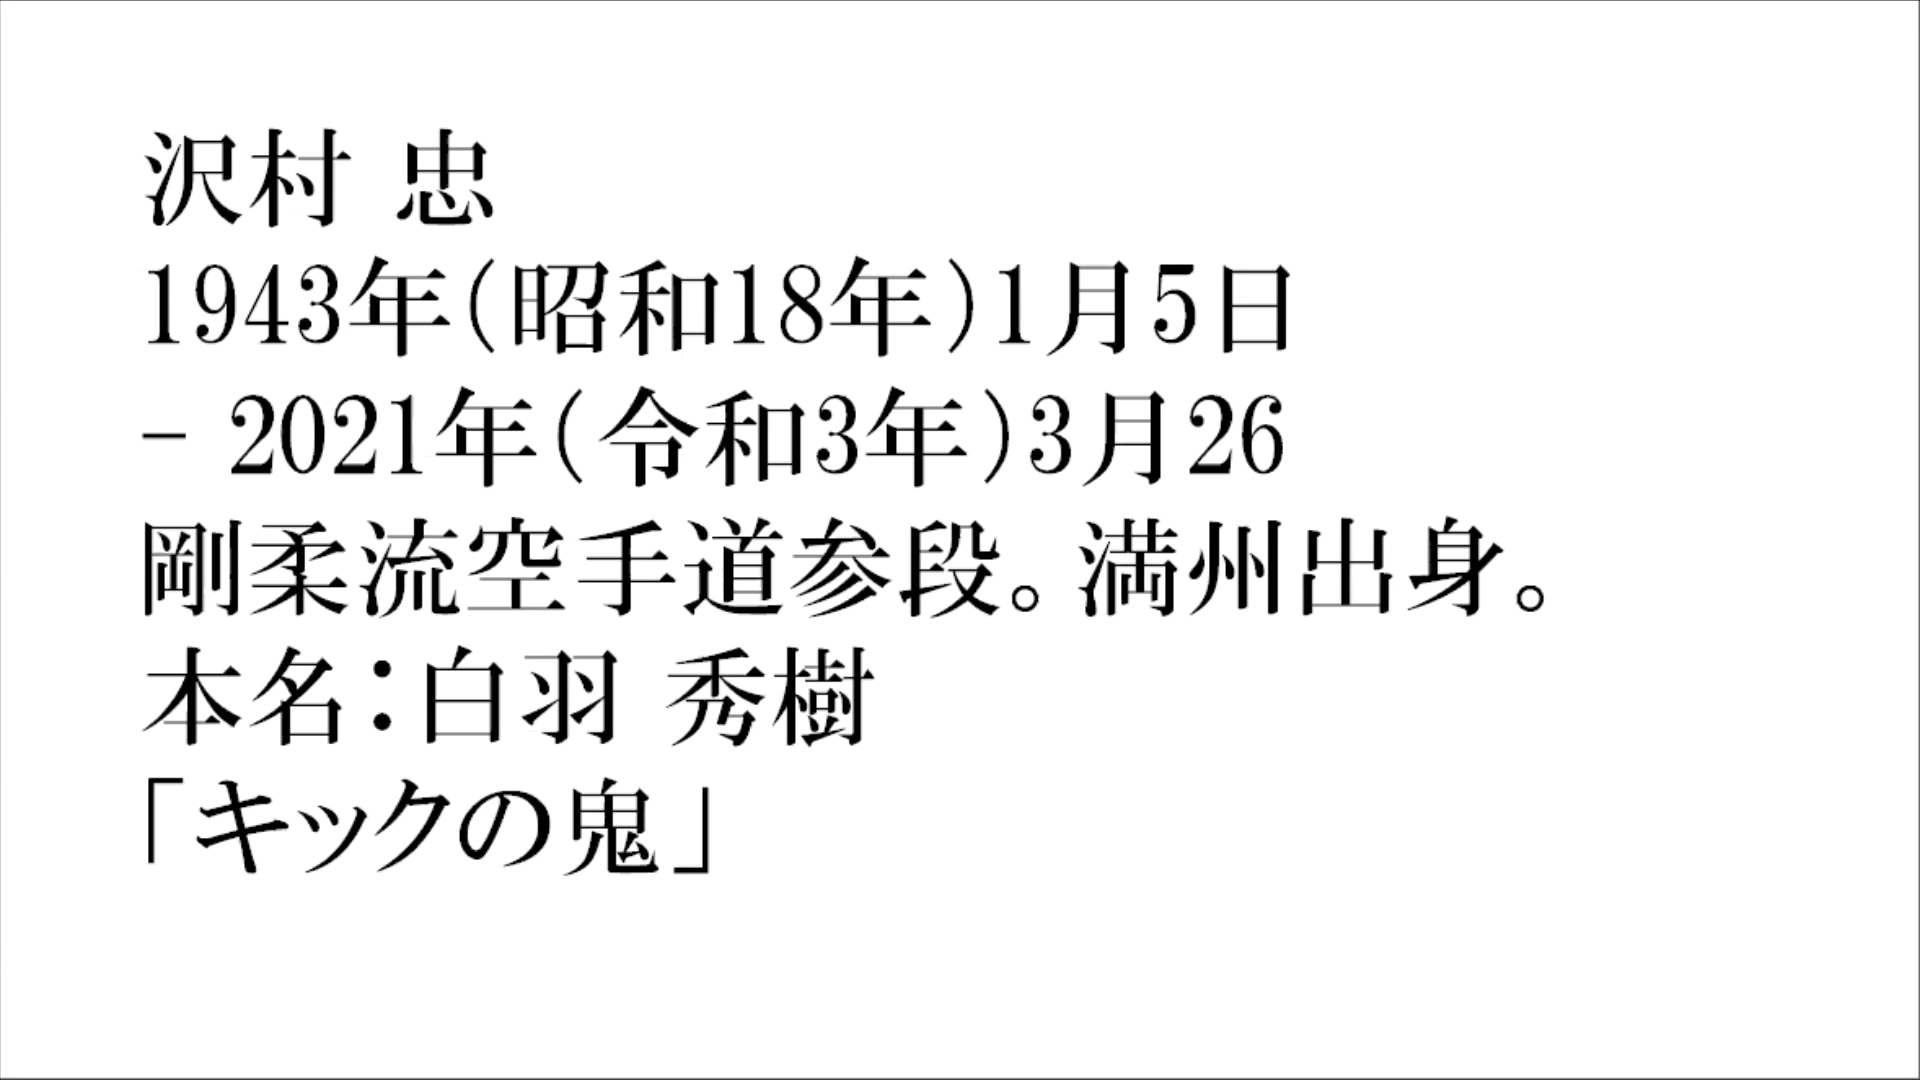 沢村 忠
1943年(昭和18年)1月5日
- 2021年(令和3年)3月26
剛柔流空手道参段。満州出身。
本名:白羽 秀樹
「キックの鬼」